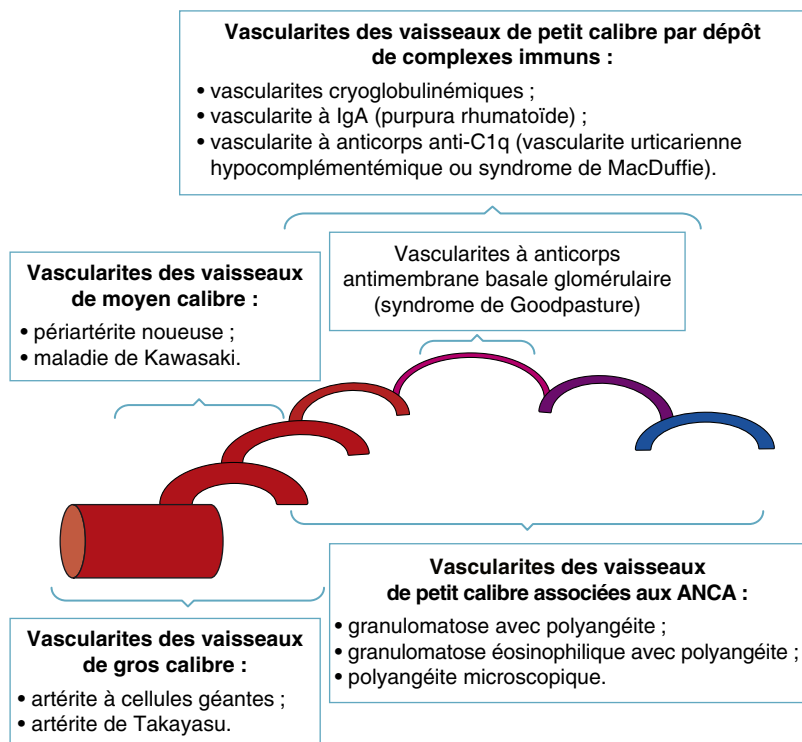 Vascularites des vaisseaux de petit calibre par dépôt
de complexes immuns :
• vascularites cryoglobulinémiques ;
• vascularite à IgA (purpura rhumatoïde) ;
• vascularite à anticorps anti-C1q (vascularite urticarienne
hypocomplémentémique ou syndrome de MacDuffie).
Vascularites à anticorps
antimembrane basale glomérulaire
(syndrome de Goodpasture)
Vascularites des vaisseaux
de moyen calibre :
• périartérite noueuse ;
• maladie de Kawasaki.
Vascularites des vaisseaux
de gros calibre :
• artérite à cellules géantes ;
• artérite de Takayasu.
Vascularites des vaisseaux
de petit calibre associées aux ANCA :
• granulomatose avec polyangéite ;
• granulomatose éosinophilique avec polyangéite ;
• polyangéite microscopique.